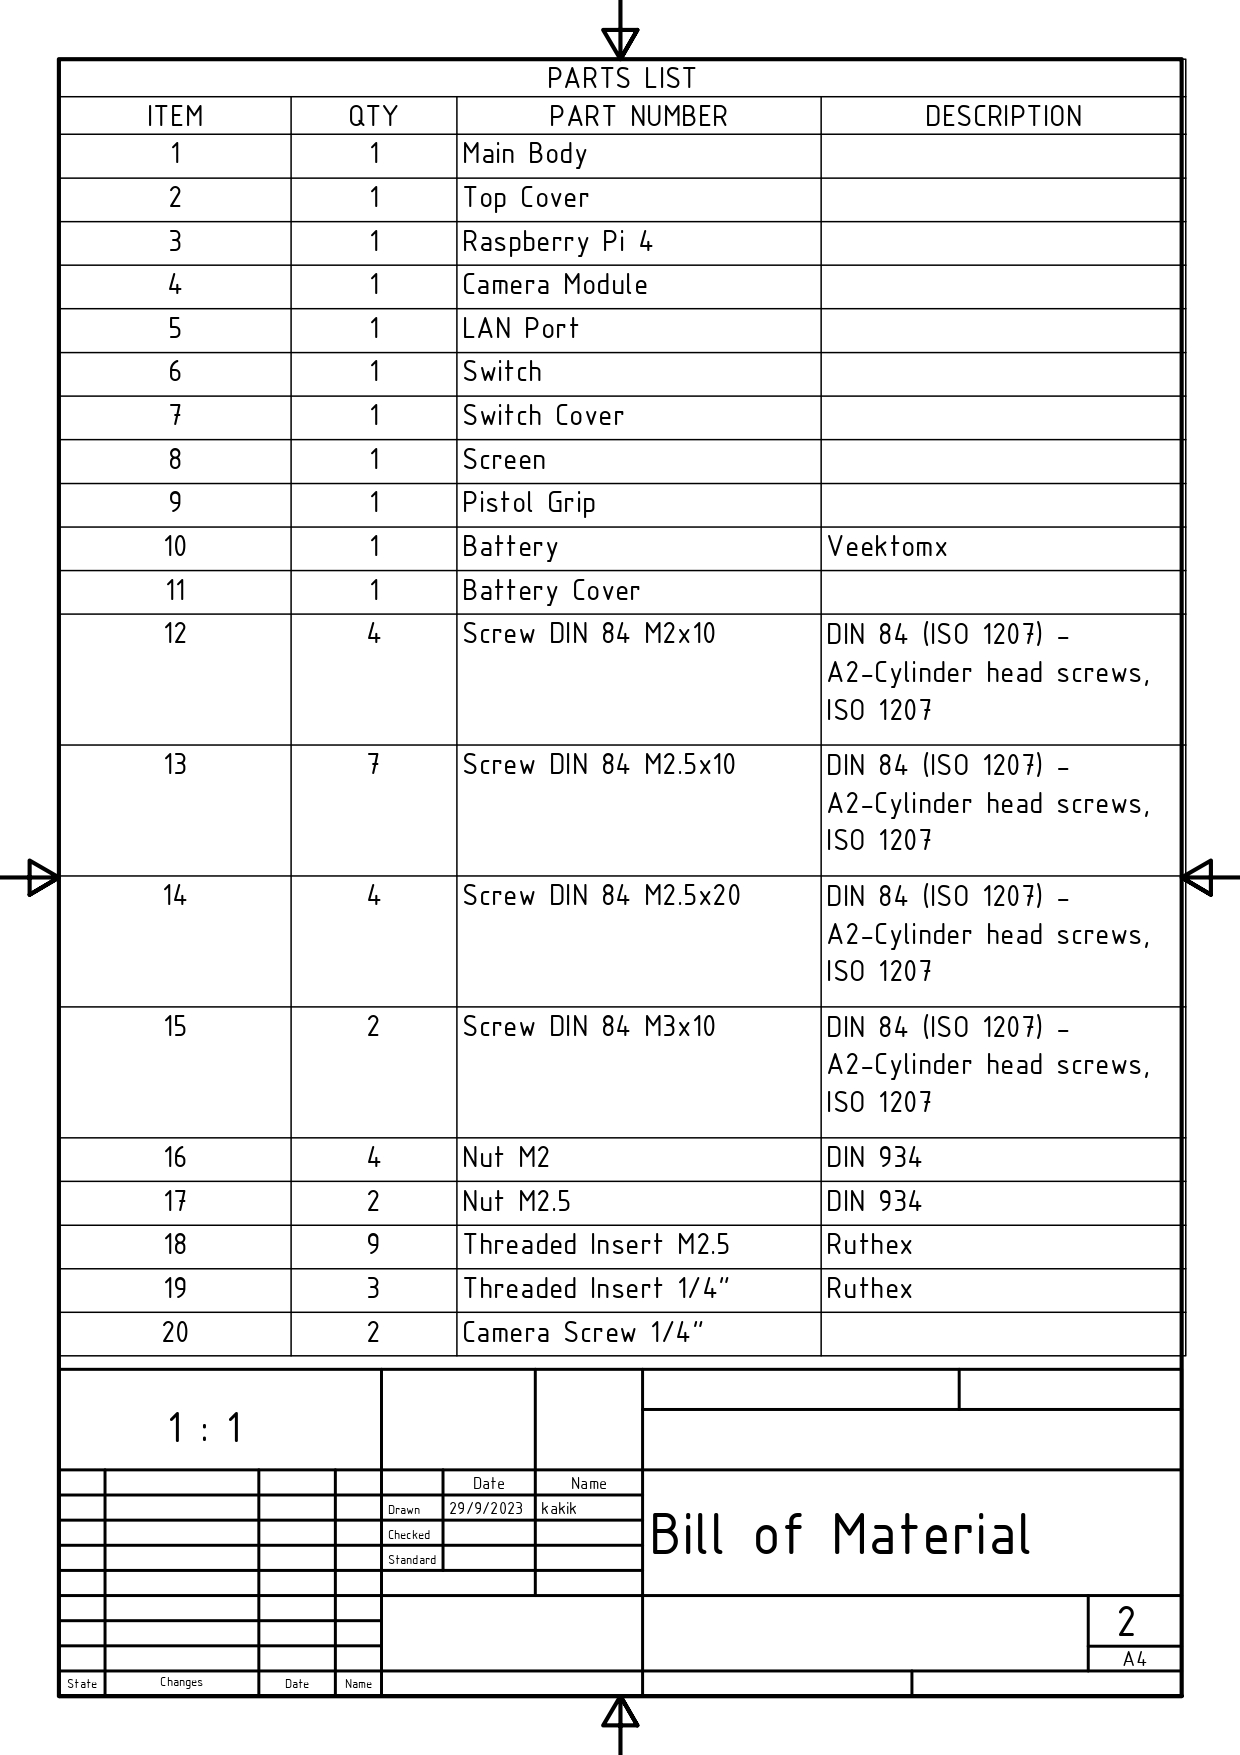 PARTS LIST
ITEM QTY PART NUMBER DESCRIPTION
1 1 Main Body
2 1 Top Cover
3 1 Raspberry Pi 4
4 1 Camera Module
5 1 LAN Port
6 1 Switch
7 1 Switch Cover
8 1 Screen
9 1 Pistol Grip
10 1 Battery Veektomx
11 1 Battery Cover
12 4 Screw DIN 84 M2x10 DIN 84 (ISO 1207) -
A2-Cylinder head screws,
ISO 1207
13 7 Screw DIN 84 M2.5x10 DIN 84 (ISO 1207) -
A2-Cylinder head screws,
ISO 1207
14 4 Screw DIN 84 M2.5x20 DIN 84 (ISO 1207) -
A2-Cylinder head screws,
ISO 1207
15 2 Screw DIN 84 M3x10 DIN 84 (ISO 1207) -
A2-Cylinder head screws,
ISO 1207
16 4 Nut M2 DIN 934
17 2 Nut M2.5 DIN 934
18 9 Threaded Insert M2.5 Ruthex
19 3 Threaded Insert 1/4" Ruthex
20 2 Camera Screw 1/4"
1 : 1
Date Name
Drawn 29/9/2023 kakik
Checked
Standard
Bill of Material
2
A4
State Changes Date Name